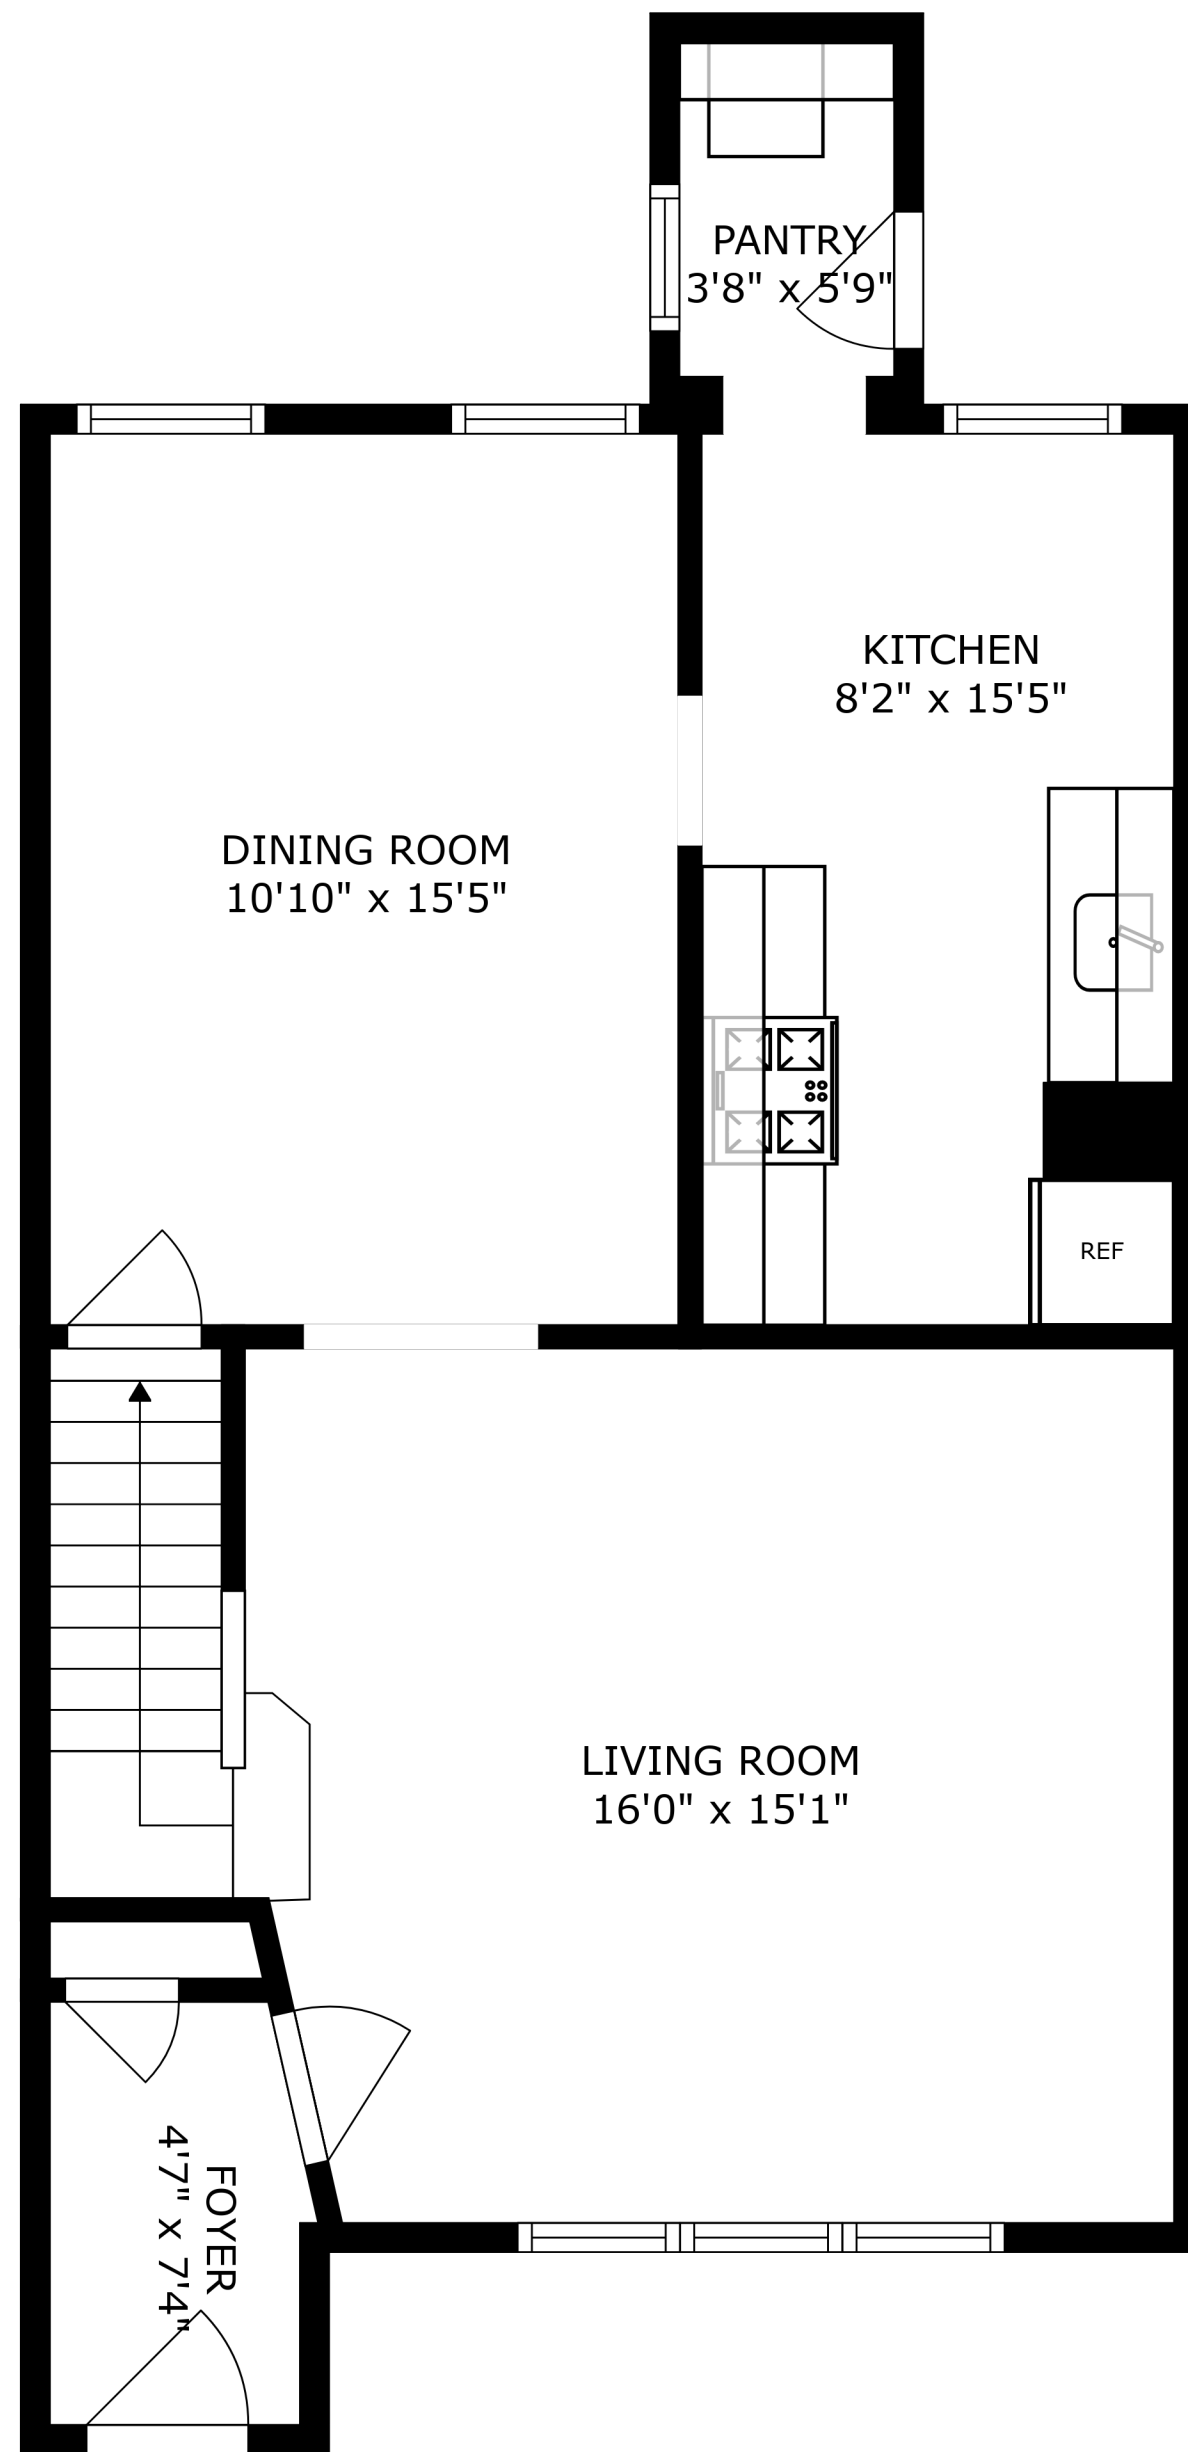 PANTRY
3'8" x 5'9"
KITCHEN
8'2" x 15'5"
DINING ROOM
10'10" x 15'5"
REF
LIVING ROOM
16'0" x 15'1"
FOYER
4'7" x 7'4"